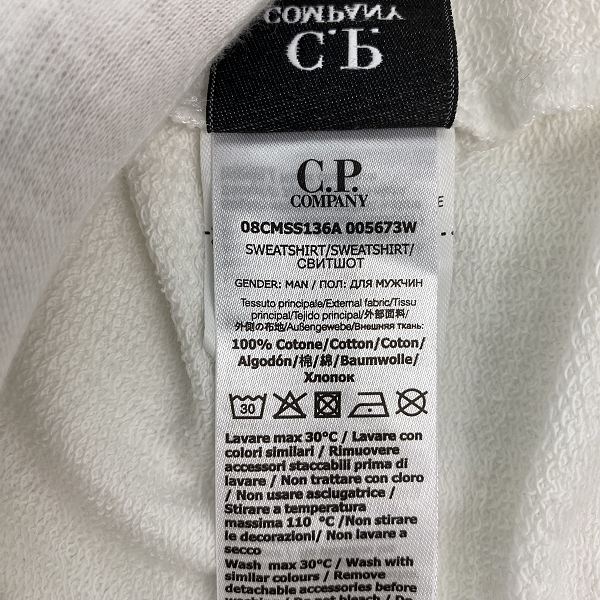 C.P.
COMPANY
C.P.
COMPANY
E
08CMSS136A 005673W
SWEATSHIRT/SWEATSHIRT/
СВИТШОТ
GENDER: MAN / ПОЛ: ДЛЯ МУЖЧИН
Tessuto principale/External fabric/Tissu
principal/Tejido principal/外部面料/
外側の布地/Außengewebe/Внешняя ткань:
100% Cotone/Cotton/Coton/
Algodón/棉/綿/Baumwolle/
Хлопок
30
Lavare max 30°C / Lavare con
colori similari / Rimuovere
accessori staccabili prima di
lavare / Non trattare con cloro
/ Non usare asciugatrice /
Stirare a temperatura
massima 110 °C /Non stirare
le decorazioni/ Non lavare a
secco
Wash max 30°C / Wash with
similar colours / Remove
detachable accessories before